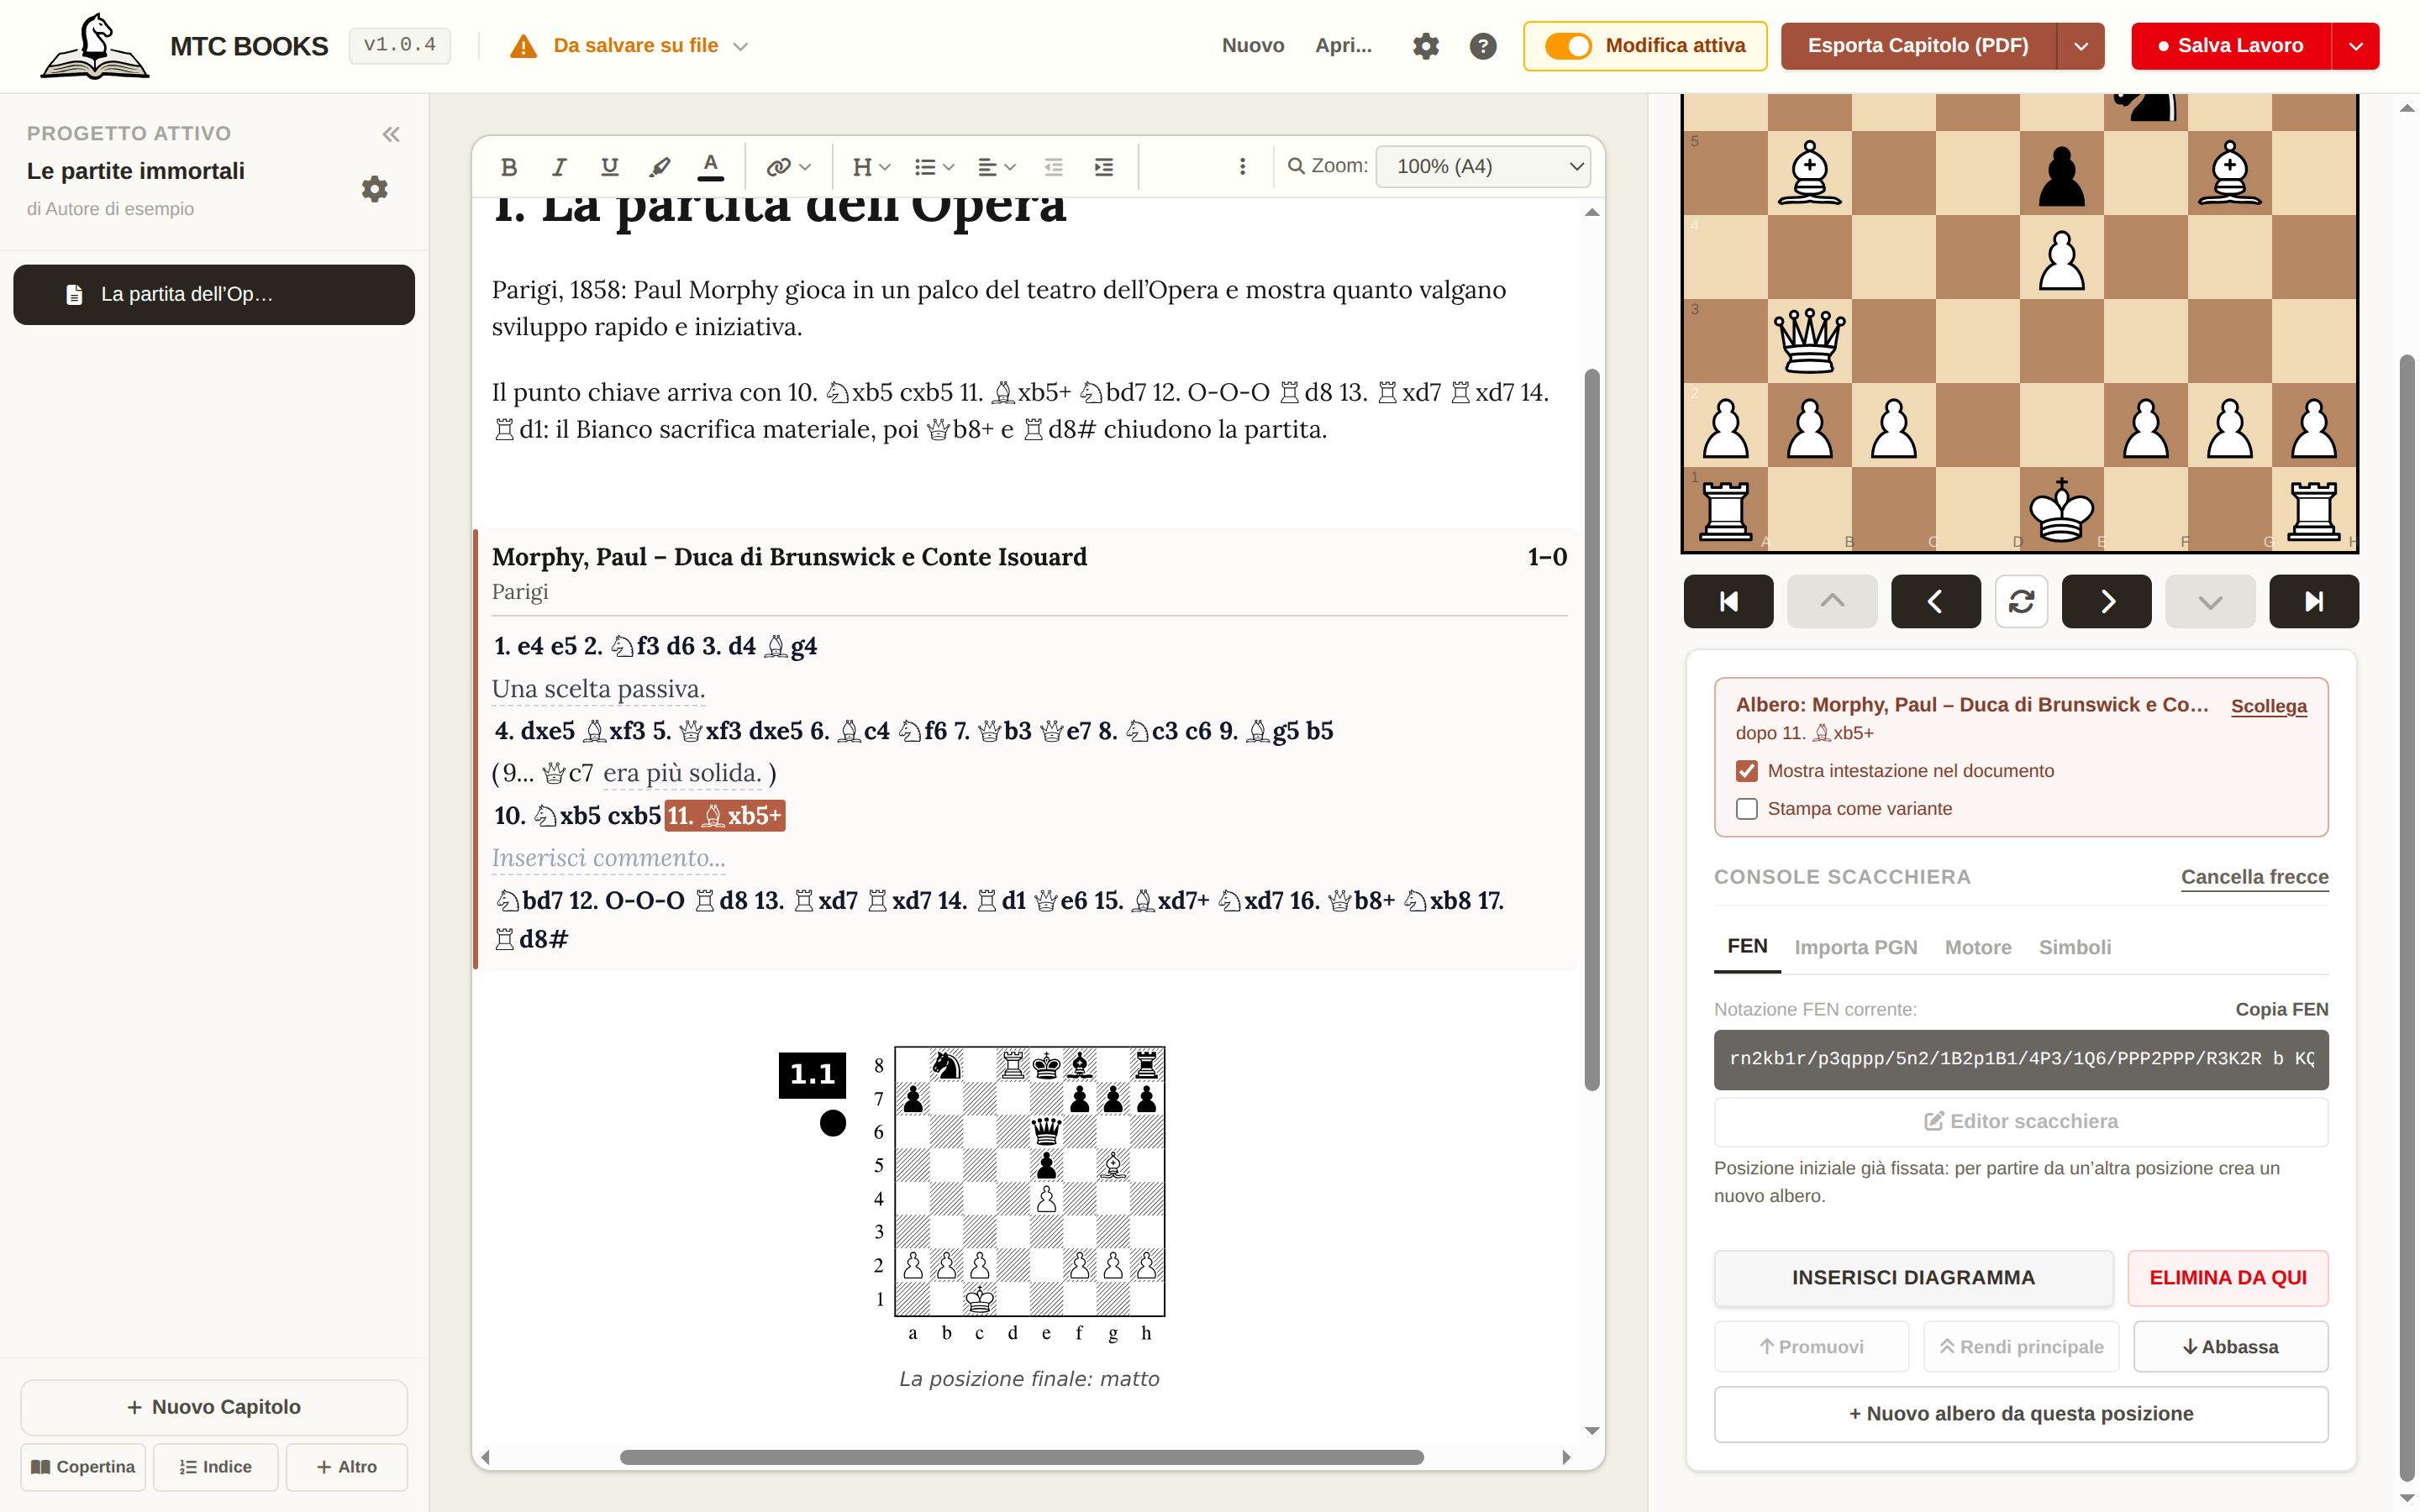 MTC BOOKS
v1.0.4
Da salvare su file
Nuovo
Apri...
Modifica attiva
Esporta Capitolo (PDF)
Salva Lavoro
PROGETTO ATTIVO
Le partite immortali
di Autore di esempio
La partita dell’Op…
+ Nuovo Capitolo
Copertina
Indice
+ Altro
Zoom:
100% (A4)
1. La partita dell’Opera
Parigi, 1858: Paul Morphy gioca in un palco del teatro dell’Opera e mostra quanto valgano
sviluppo rapido e iniziativa.
Il punto chiave arriva con 10. ♘xb5 cxb5 11. ♗xb5+ ♘bd7 12. O-O-O ♖d8 13. ♖xd7 ♖xd7 14.
♖d1: il Bianco sacrifica materiale, poi ♕b8+ e ♖d8# chiudono la partita.
Morphy, Paul – Duca di Brunswick e Conte Isouard 1–0
Parigi
1. e4 e5 2. ♘f3 d6 3. d4 ♗g4
Una scelta passiva.
4. dxe5 ♗xf3 5. ♕xf3 dxe5 6. ♗c4 ♘f6 7. ♕b3 ♕e7 8. ♘c3 c6 9. ♗g5 b5
(9... ♕c7 era più solida. )
10. ♘xb5 cxb5 11. ♗xb5+
Inserisci commento...
♘bd7 12. O-O-O ♖d8 13. ♖xd7 ♖xd7 14. ♖d1 ♕e6 15. ♗xd7+ ♘xd7 16. ♕b8+ ♘xb8 17.
♖d8#
1.1
8
7
6
5
4
3
2
1
a b c d e f g h
La posizione finale: matto
5
4
3
2
1
A B C D E F G H
Albero: Morphy, Paul – Duca di Brunswick e Co…
Scollega
dopo 11. ♗xb5+
Mostra intestazione nel documento
Stampa come variante
CONSOLE SCACCHIERA
Cancella frecce
FEN
Importa PGN
Motore
Simboli
Notazione FEN corrente:
Copia FEN
rn2kb1r/p3qppp/5n2/1B2p1B1/4P3/1Q6/PPP2PPP/R3K2R b KQ
Editor scacchiera
Posizione iniziale già fissata: per partire da un’altra posizione crea un
nuovo albero.
INSERISCI DIAGRAMMA
ELIMINA DA QUI
Promuovi
Rendi principale
Abbassa
+ Nuovo albero da questa posizione